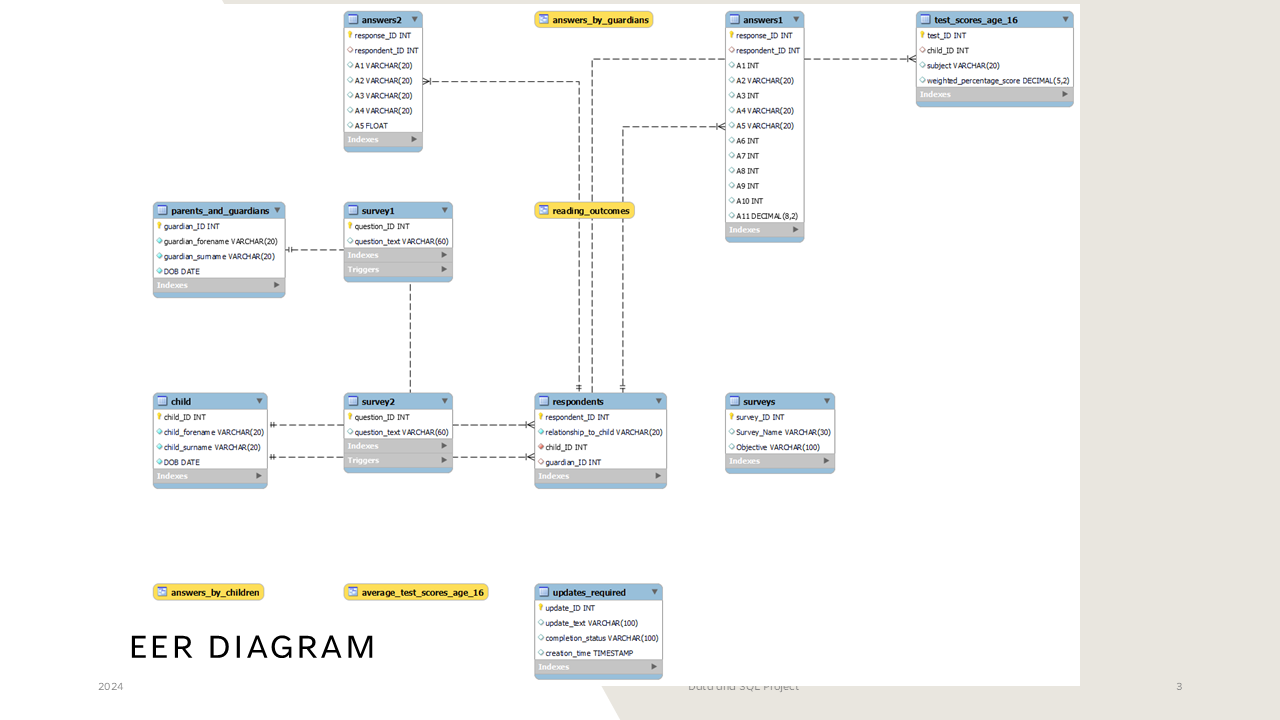 answers2
response_ID INT
respondent_ID INT
A1 VARCHAR(20)
A2 VARCHAR(20)
A3 VARCHAR(20)
A4 VARCHAR(20)
A5 FLOAT
Indexes
answers_by_guardians
answers1
response_ID INT
respondent_ID INT
A1 INT
A2 VARCHAR(20)
A3 INT
A4 VARCHAR(20)
A5 VARCHAR(20)
A6 INT
A7 INT
A8 INT
A9 INT
A10 INT
A11 DECIMAL(8,2)
Indexes
test_scores_age_16
test_ID INT
child_ID INT
subject VARCHAR(20)
weighted_percentage_score DECIMAL(5,2)
Indexes
parents_and_guardians
guardian_ID INT
guardian_forename VARCHAR(20)
guardian_surname VARCHAR(20)
DOB DATE
Indexes
survey1
question_ID INT
question_text VARCHAR(60)
Indexes
Triggers
reading_outcomes
child
child_ID INT
child_forename VARCHAR(20)
child_surname VARCHAR(20)
DOB DATE
Indexes
survey2
question_ID INT
question_text VARCHAR(60)
Indexes
Triggers
respondents
respondent_ID INT
relationship_to_child VARCHAR(20)
child_ID INT
guardian_ID INT
Indexes
surveys
survey_ID INT
Survey_Name VARCHAR(30)
Objective VARCHAR(100)
Indexes
answers_by_children
average_test_scores_age_16
updates_required
update_ID INT
update_text VARCHAR(100)
completion_status VARCHAR(100)
creation_time TIMESTAMP
Indexes
EER DIAGRAM
2024
Data and SQL Project
3